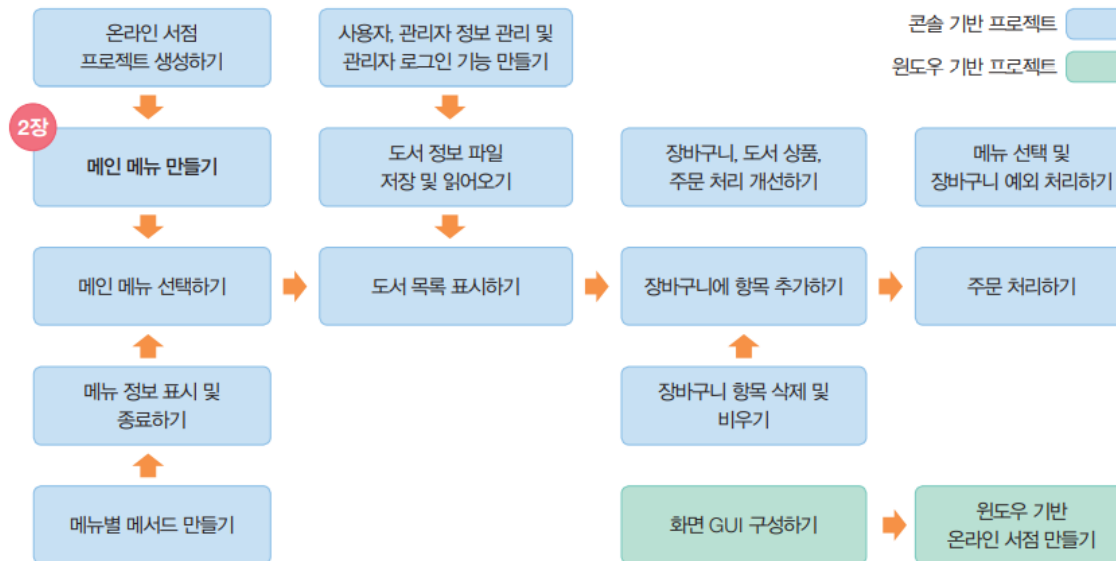 온라인 서점
프로젝트 생성하기
사용자, 관리자 정보 관리 및
관리자 로그인 기능 만들기
콘솔 기반 프로젝트
윈도우 기반 프로젝트
2장
메인 메뉴 만들기
도서 정보 파일
저장 및 읽어오기
장바구니, 도서 상품,
주문 처리 개선하기
메뉴 선택 및
장바구니 예외 처리하기
메인 메뉴 선택하기
도서 목록 표시하기
장바구니에 항목 추가하기
주문 처리하기
메뉴 정보 표시 및
종료하기
장바구니 항목 삭제 및
비우기
메뉴별 메서드 만들기
화면 GUI 구성하기
윈도우 기반
온라인 서점 만들기